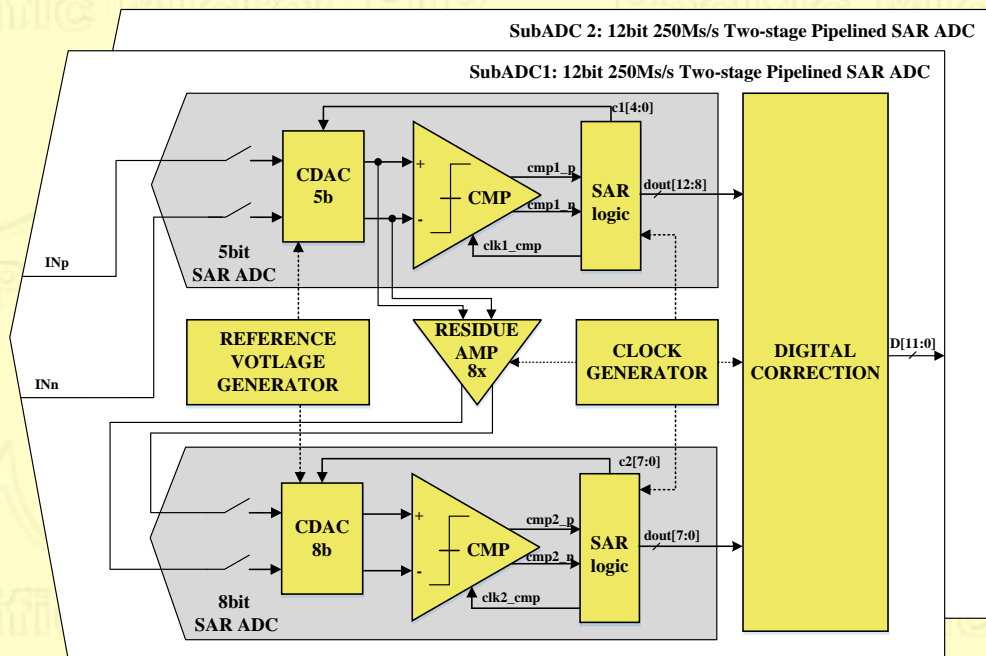 SubADC 2: 12bit 250Ms/s Two-stage Pipelined SAR ADC
SubADC1: 12bit 250Ms/s Two-stage Pipelined SAR ADC
c1[4:0]
CDAC
5b
+
-
CMP
cmp1_p
cmp1_n
SAR
logic
dout[12:8]
clk1_cmp
5bit
SAR ADC
INp
INn
REFERENCE
VOTLAGE
GENERATOR
RESIDUE
AMP
8x
CLOCK
GENERATOR
DIGITAL
CORRECTION
D[11:0]
c2[7:0]
CDAC
8b
+
-
CMP
cmp2_p
cmp2_n
SAR
logic
dout[7:0]
clk2_cmp
8bit
SAR ADC